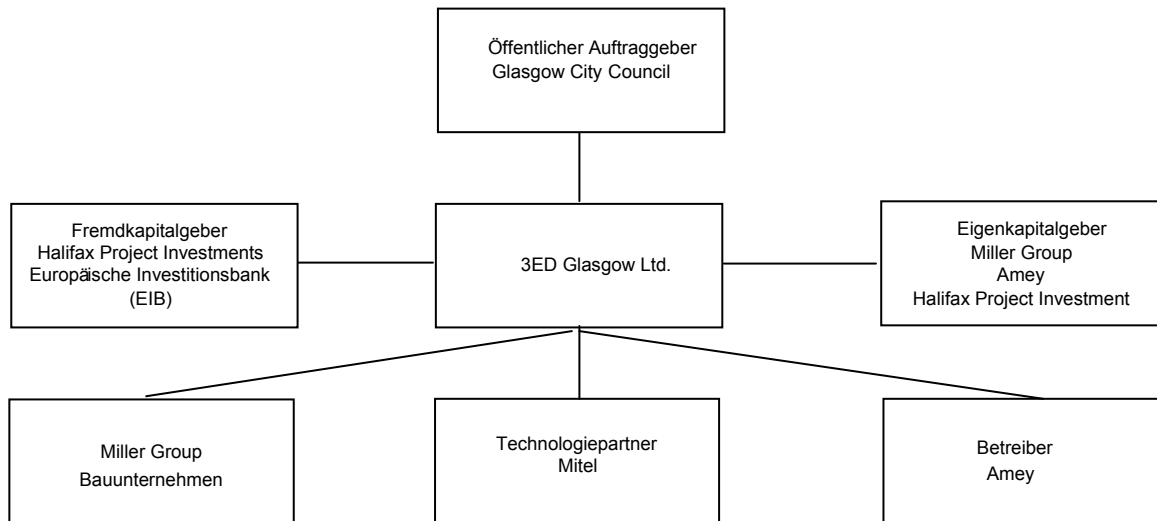 Öffentlicher Auftraggeber
Glasgow City Council
Fremdkapitalgeber
Halifax Project Investments
Europäische Investitionsbank
(EIB)
3ED Glasgow Ltd.
Eigenkapitalgeber
Miller Group
Amey
Halifax Project Investment
Miller Group
Bauunternehmen
Technologiepartner
Mitel
Betreiber
Amey